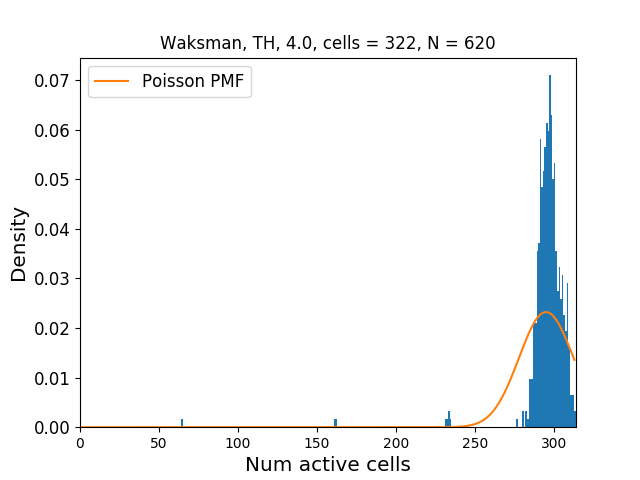 Waksman, TH, 4.0, cells = 322, N = 620
Poisson PMF
0.07
0.06
0.05
0.04
0.03
0.02
0.01
0.00
Density
0 50 100 150 200 250 300
Num active cells